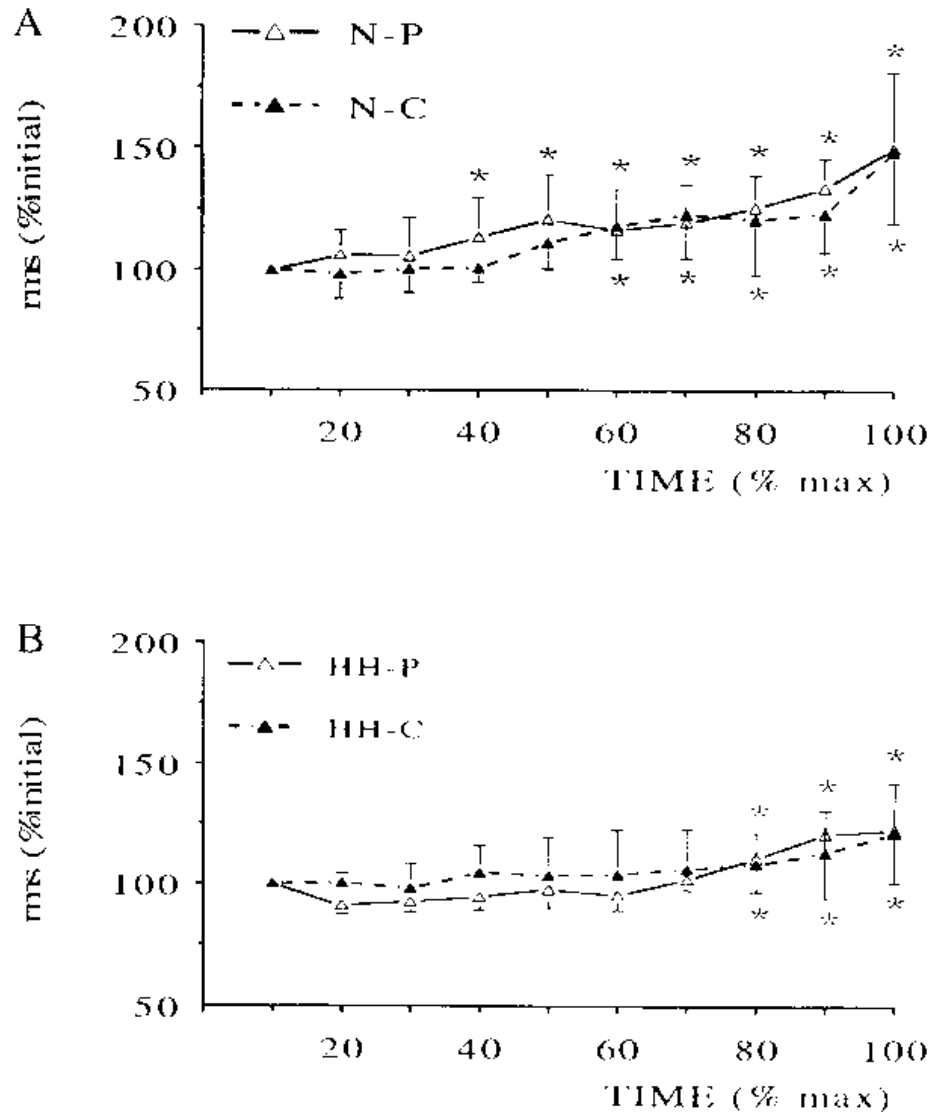 A
200
N-P
N-C
150
100
50
rms (%initial)
* * * * * * *
* * * * *
20 40 60 80 100
TIME (% max)
B
200
HH-P
HH-C
150
100
50
rms (%initial)
* * *
* * *
20 40 60 80 100
TIME (% max)